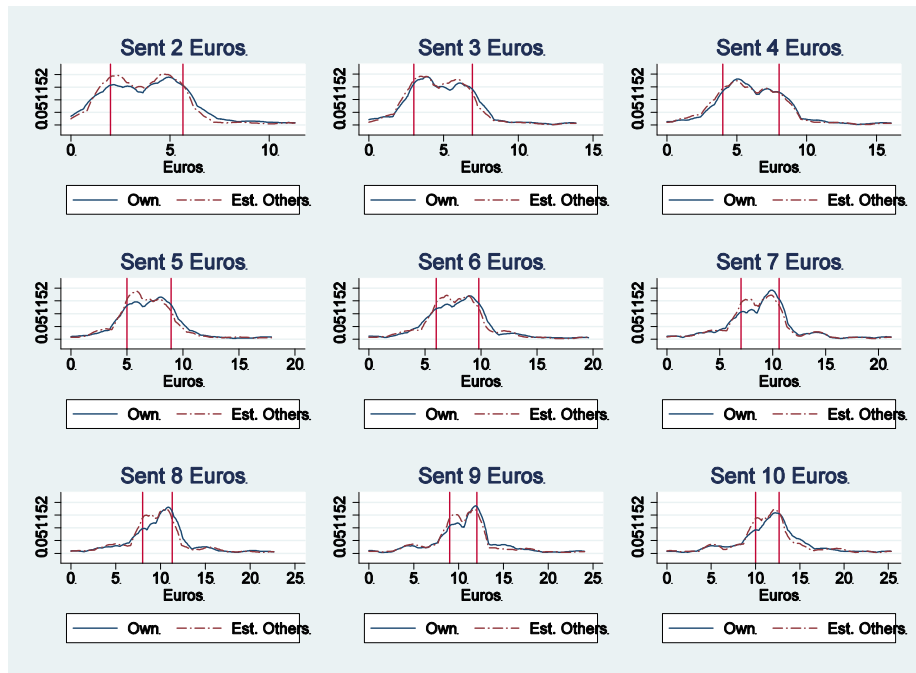 Sent 2 Euros.
0.051152
0. 5. 10.
Euros.
Own. Est. Others.
Sent 3 Euros.
0.051152
0. 5. 10. 15.
Euros.
Own. Est. Others.
Sent 4 Euros.
0.051152
0. 5. 10. 15.
Euros.
Own. Est. Others.
Sent 5 Euros.
0.051152
0. 5. 10. 15. 20.
Euros.
Own. Est. Others.
Sent 6 Euros.
0.051152
0. 5. 10. 15. 20.
Euros.
Own. Est. Others.
Sent 7 Euros.
0.051152
0. 5. 10. 15. 20.
Euros.
Own. Est. Others.
Sent 8 Euros.
0.051152
0. 5. 10. 15. 20. 25.
Euros.
Own. Est. Others.
Sent 9 Euros.
0.051152
0. 5. 10. 15. 20. 25.
Euros.
Own. Est. Others.
Sent 10 Euros.
0.051152
0. 5. 10. 15. 20. 25.
Euros.
Own. Est. Others.